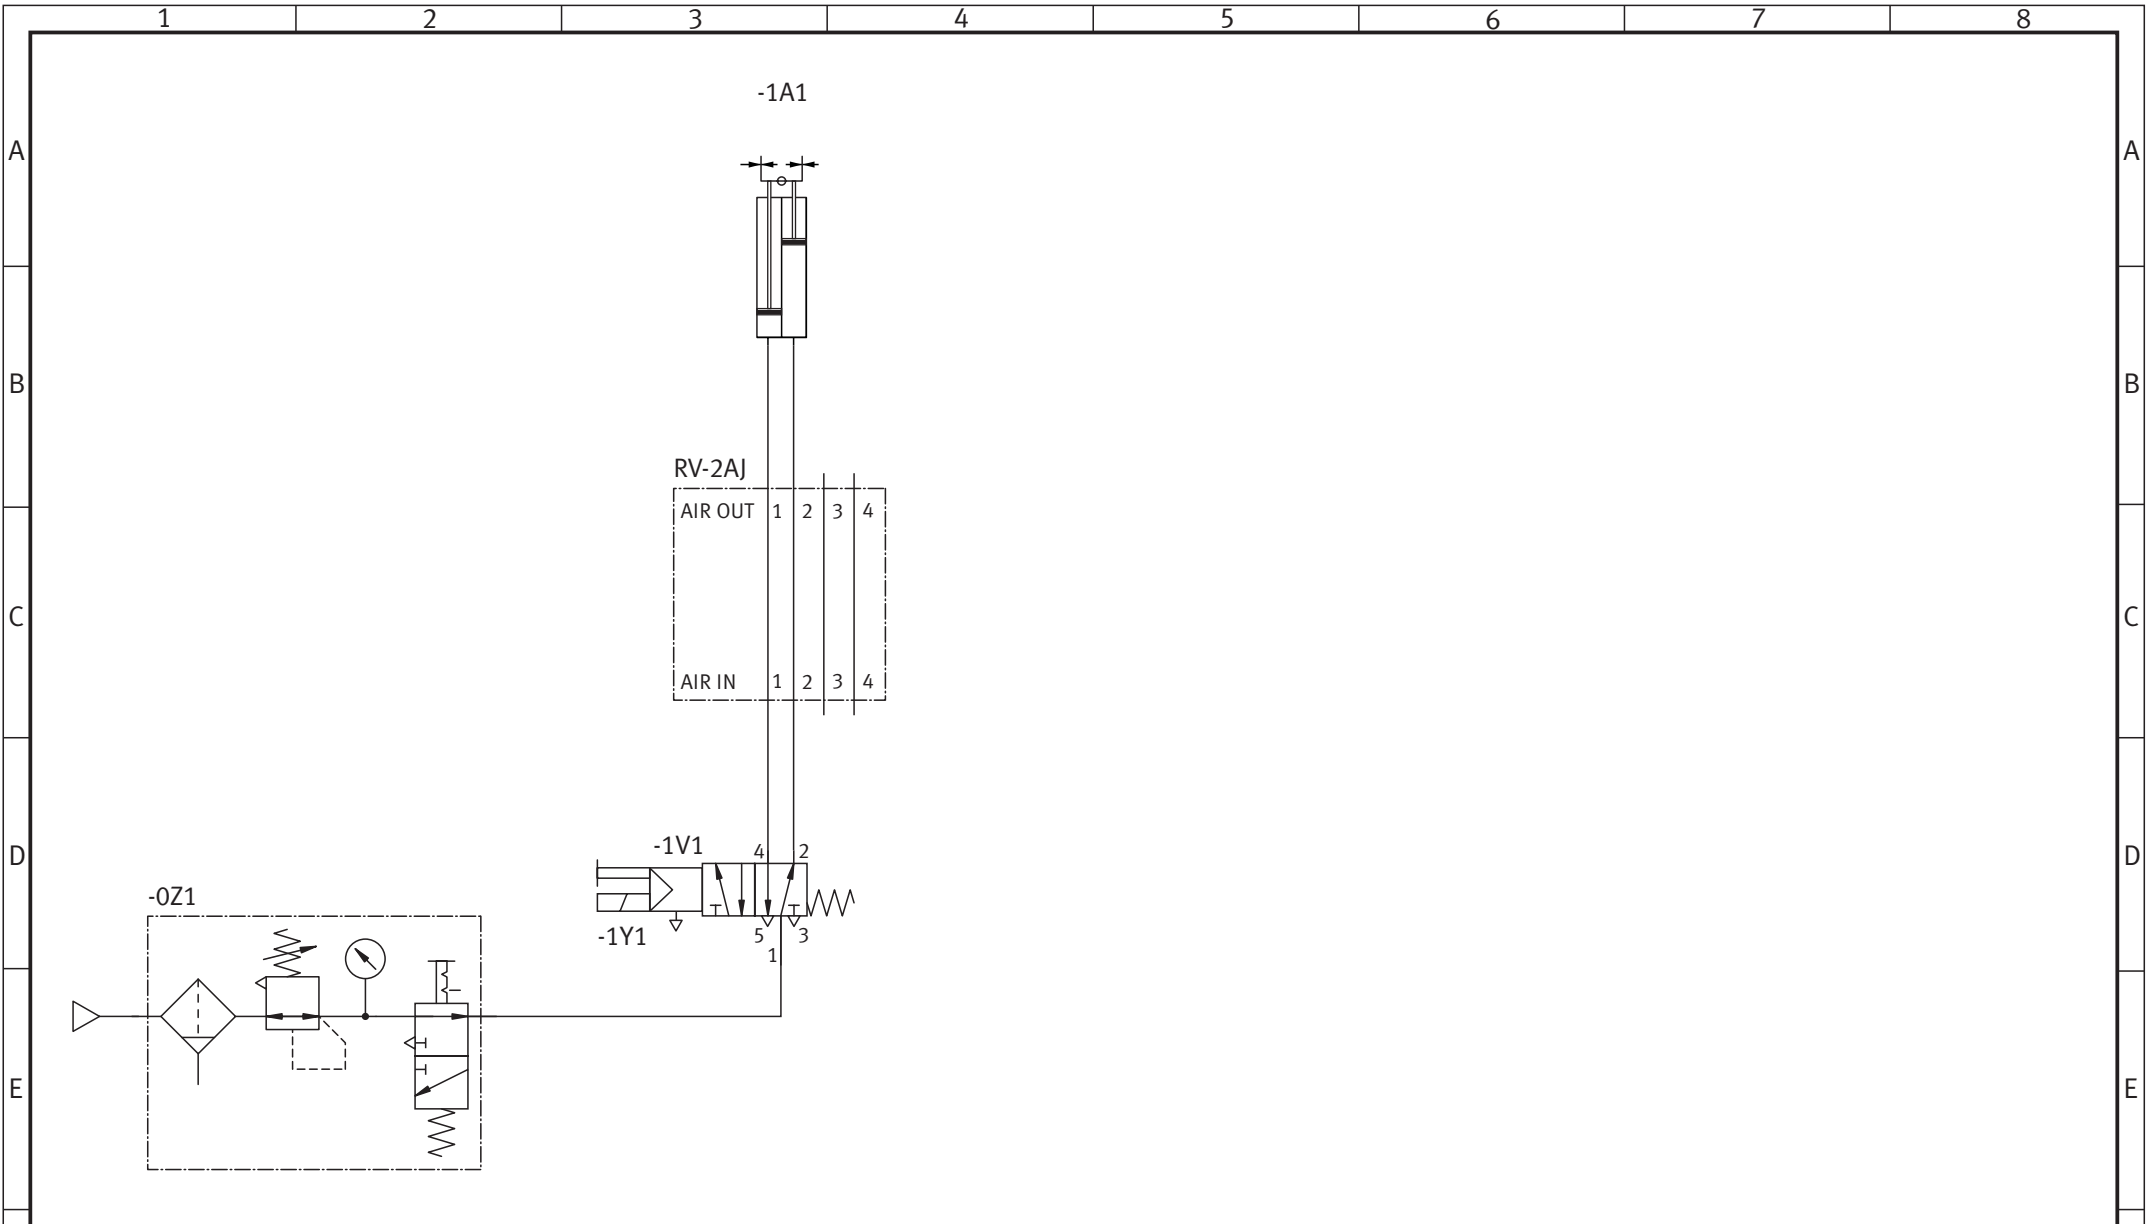 1 2 3 4 5 6 7 8
-1A1
A A
B B
RV-2AJ
AIR OUT 1 2 3 4
C C
AIR IN 1 2 3 4
-1V1 4 2
D D
-0Z1
-1Y1 5 3
1
E E